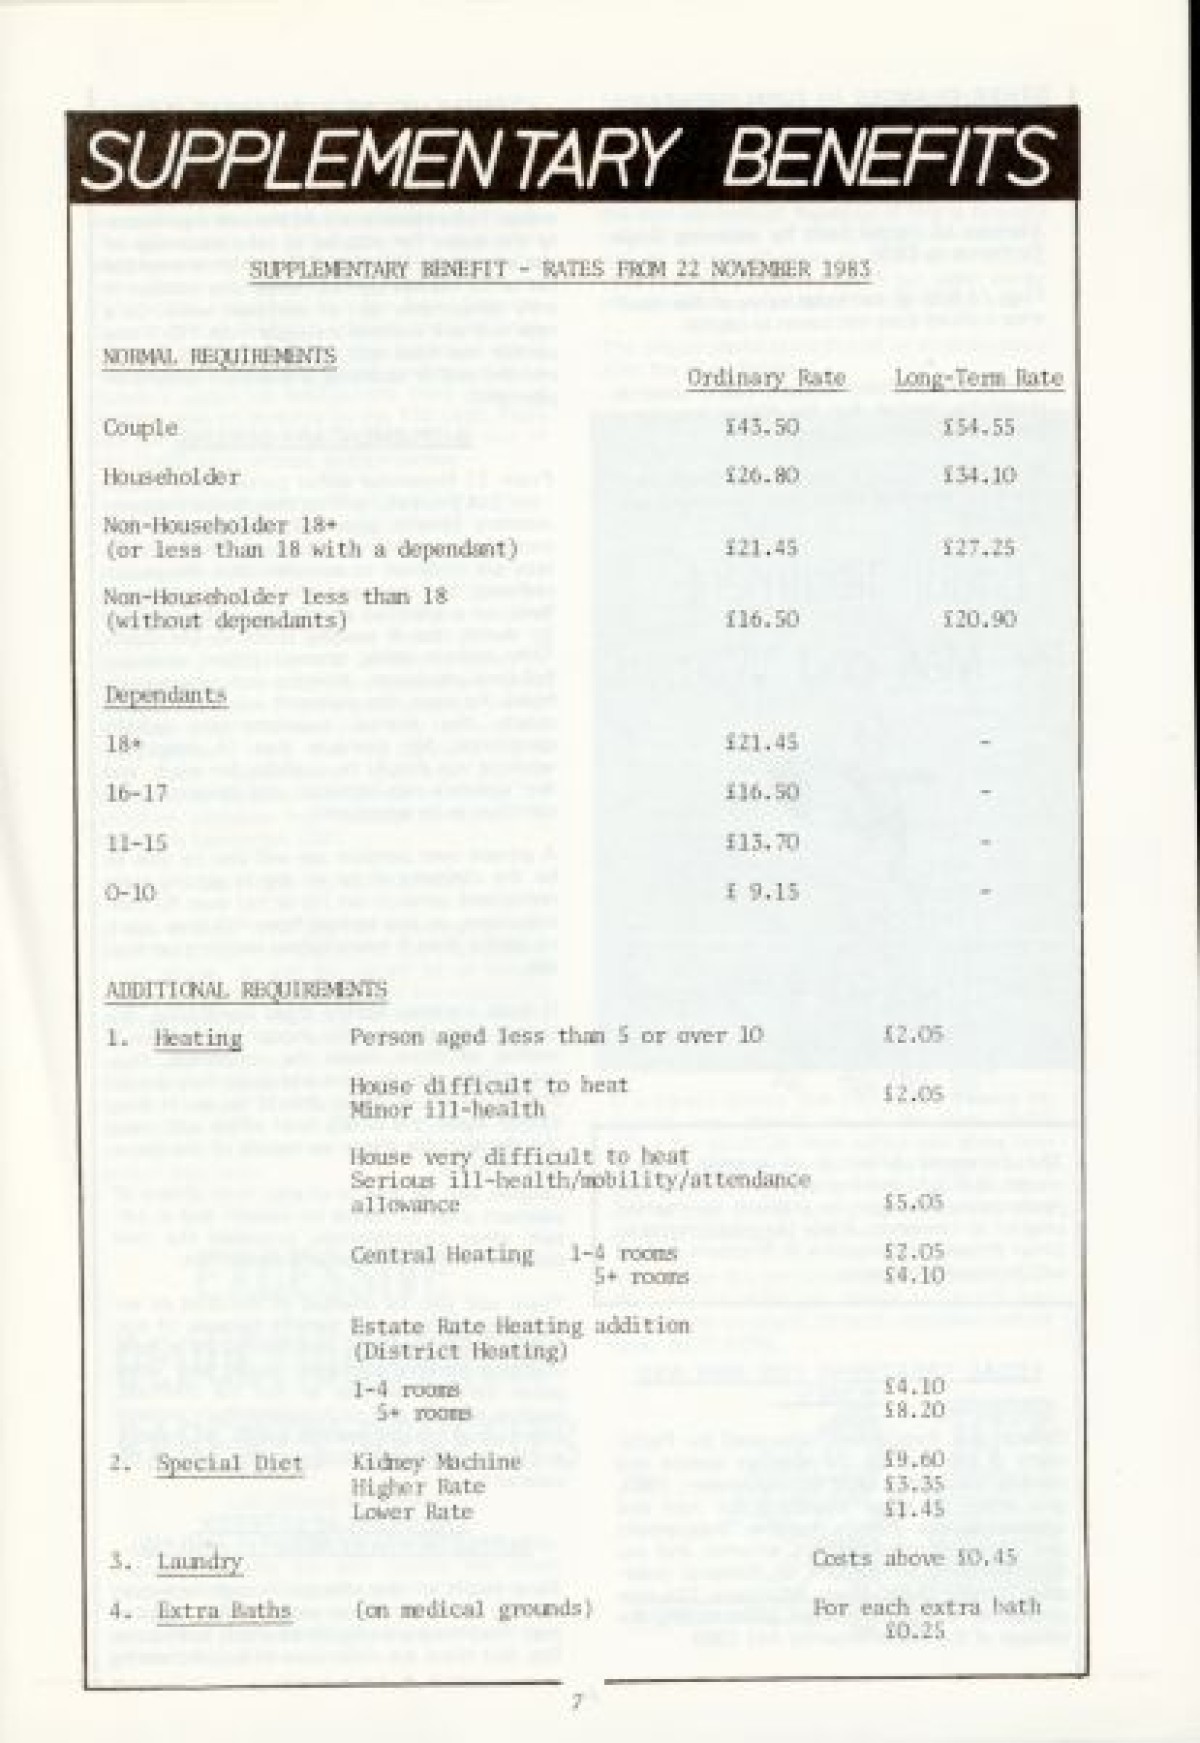 SUPPLEMENTARY BENEFITS
SUPPLEMENTARY BENEFIT - RATES FROM 22 NOVEMBER 1983
NORMAL REQUIREMENTS
Ordinary Rate Long-Term Rate
Couple £43.50 £54.55
Householder £26.80 £34.10
Non-Householder 18+
(or less than 18 with a dependant) £21.45 £27.25
Non-Householder less than 18
(without dependants) £16.50 £20.90
Dependants
18+ £21.45 -
16-17 £16.50 -
11-15 £13.70 -
0-10 £ 9.15 -
ADDITIONAL REQUIREMENTS
1. Heating Person aged less than 5 or over 10 £2.05
House difficult to heat
Minor ill-health £2.05
House very difficult to heat
Serious ill-health/mobility/attendance
allowance £5.05
Central Heating 1-4 rooms £2.05
5+ rooms £4.10
Estate Rate Heating addition
(District Heating)
1-4 rooms £4.10
5+ rooms £8.20
2. Special Diet Kidney Machine £9.60
Higher Rate £3.35
Lower Rate £1.45
3. Laundry Costs above £0.45
4. Extra Baths (on medical grounds) For each extra bath
£0.25
7